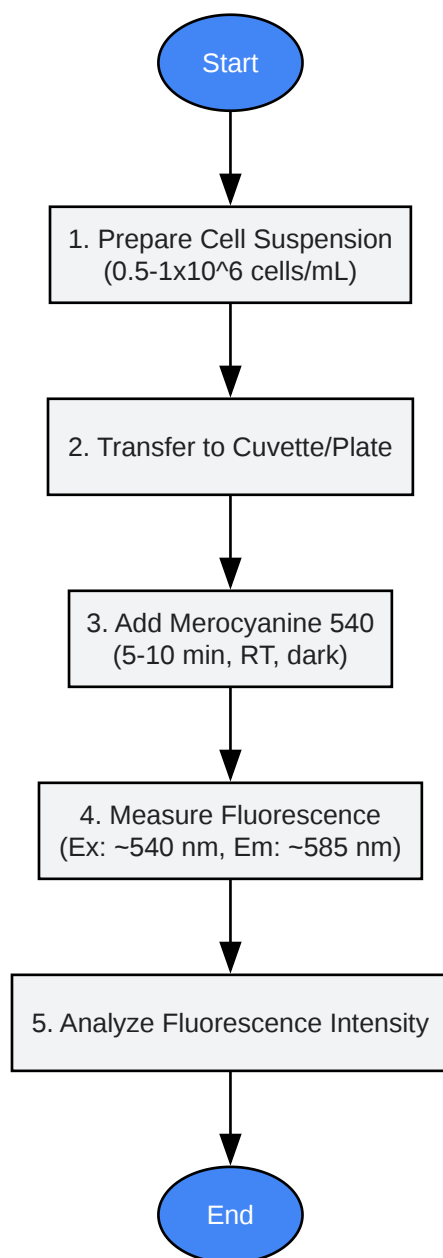 Start
1. Prepare Cell Suspension
(0.5-1x10^6 cells/mL)
2. Transfer to Cuvette/Plate
3. Add Merocyanine 540
(5-10 min, RT, dark)
4. Measure Fluorescence
(Ex: ~540 nm, Em: ~585 nm)
5. Analyze Fluorescence Intensity
End